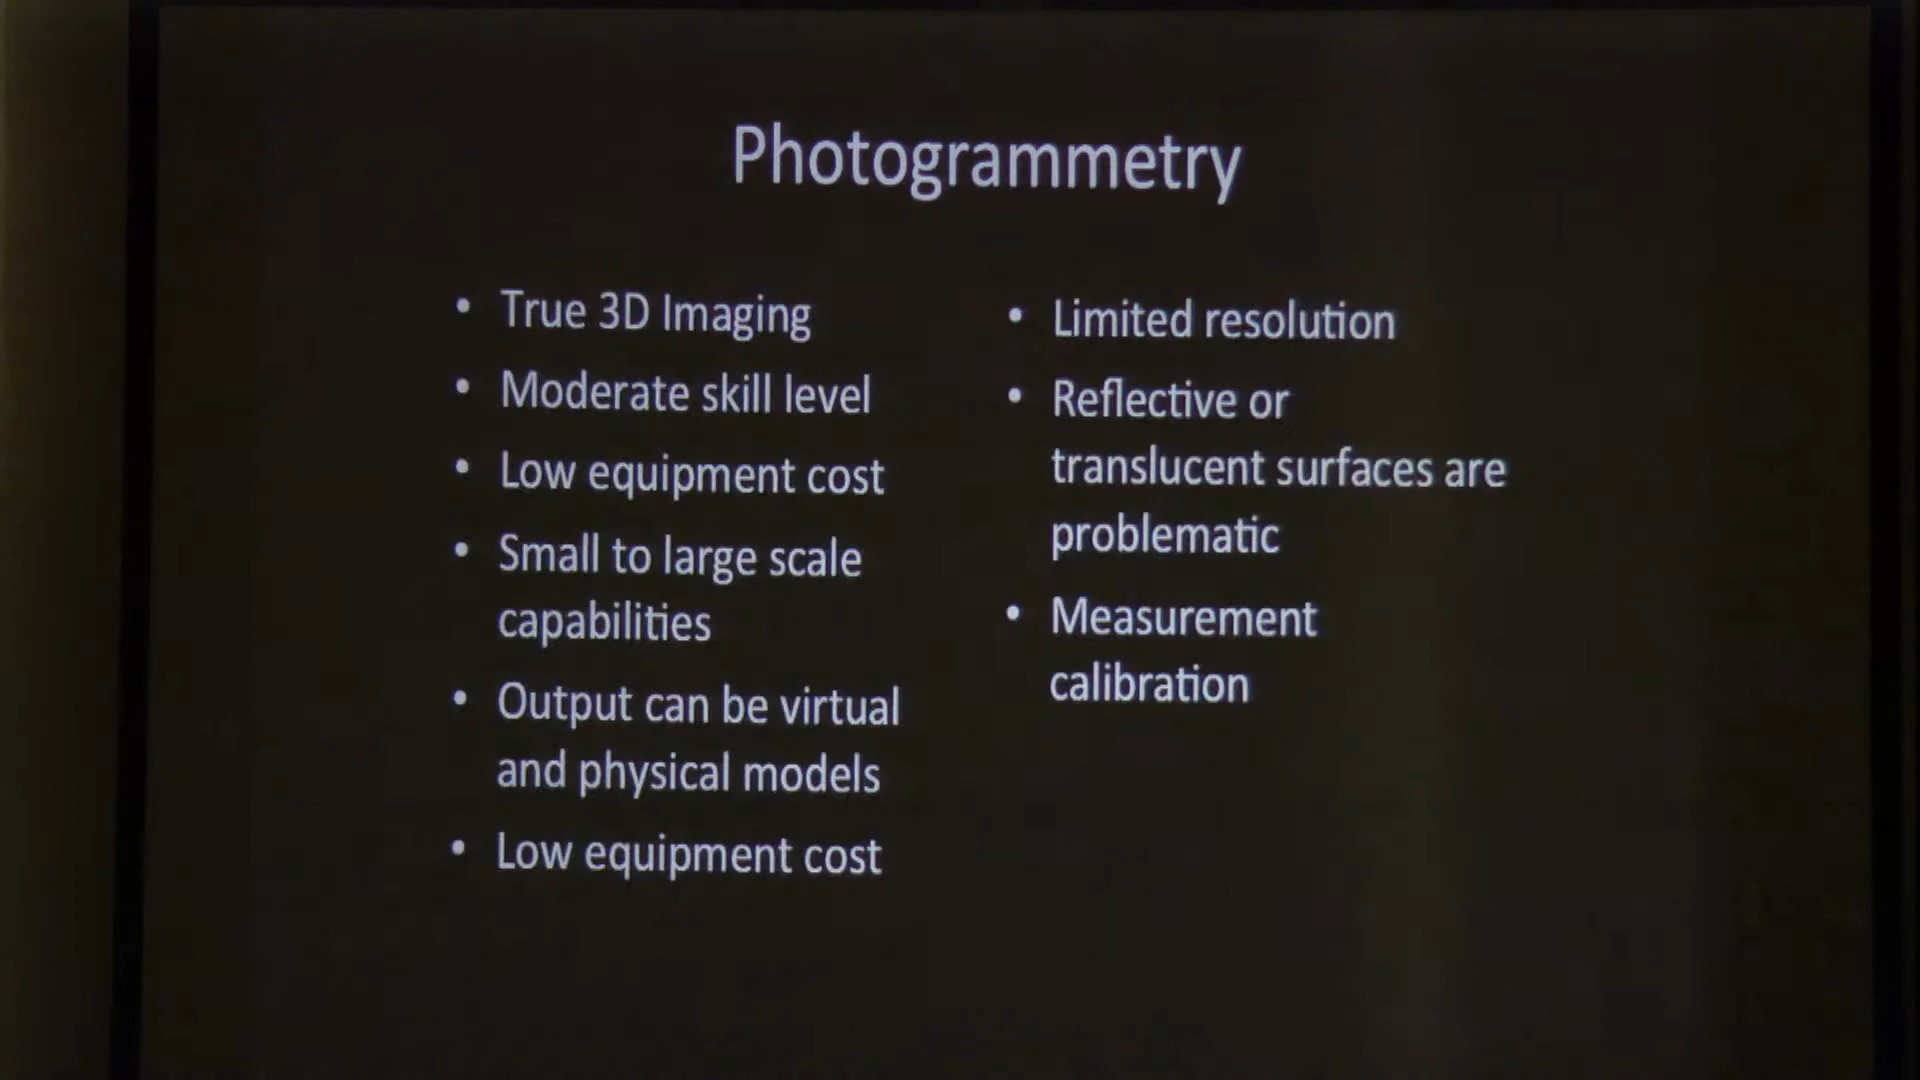 Photogrammetry
• True 3D Imaging
• Moderate skill level
• Low equipment cost
• Small to large scale
capabilities
• Output can be virtual
and physical models
• Low equipment cost
• Limited resolution
• Reflective or
translucent surfaces are
problematic
• Measurement
calibration